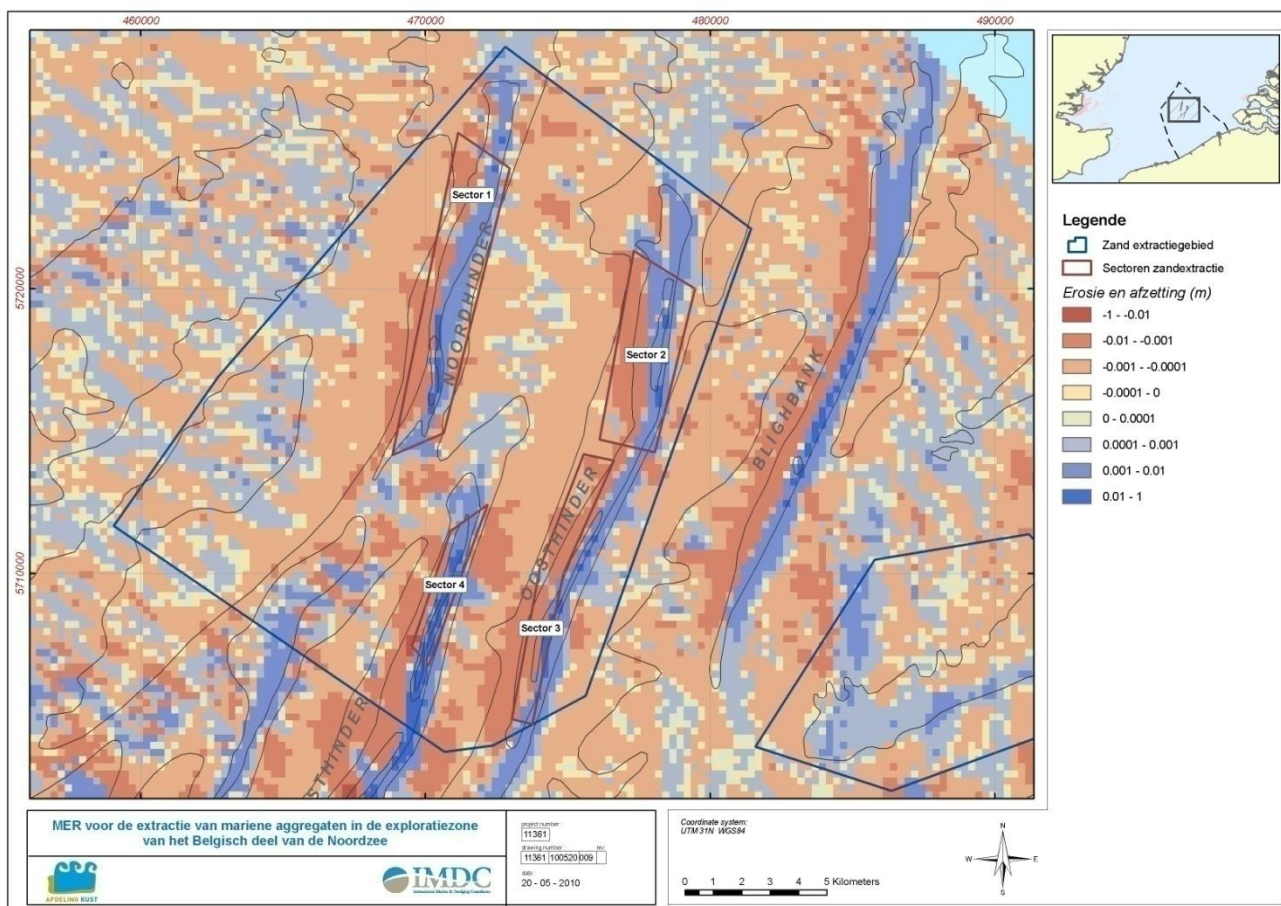 460000
470000
480000
490000
5720000
5710000
Sector 1
NOORDHINDER
Sector 2
BLIGHBANK
OOSTHINDER
Sector 4
Sector 3
STHINDER
Legende
Zand extractiegebied
Sectoren zandextractie
Erosie en afzetting (m)
-1 - -0.01
-0.01 - -0.001
-0.001 - -0.0001
-0.0001 - 0
0 - 0.0001
0.0001 - 0.001
0.001 - 0.01
0.01 - 1
MER voor de extractie van mariene aggregaten in de exploratiezone
van het Belgisch deel van de Noordzee
AFDELING KUST
IMDC
International Marine & Dredging Consultants
project number:
11361
drawing number:
rev:
11361 100520 009
date:
20 - 05 - 2010
Coordinate system:
UTM 31N WGS84
N
W
E
S
0 1 2 3 4 5 Kilometers